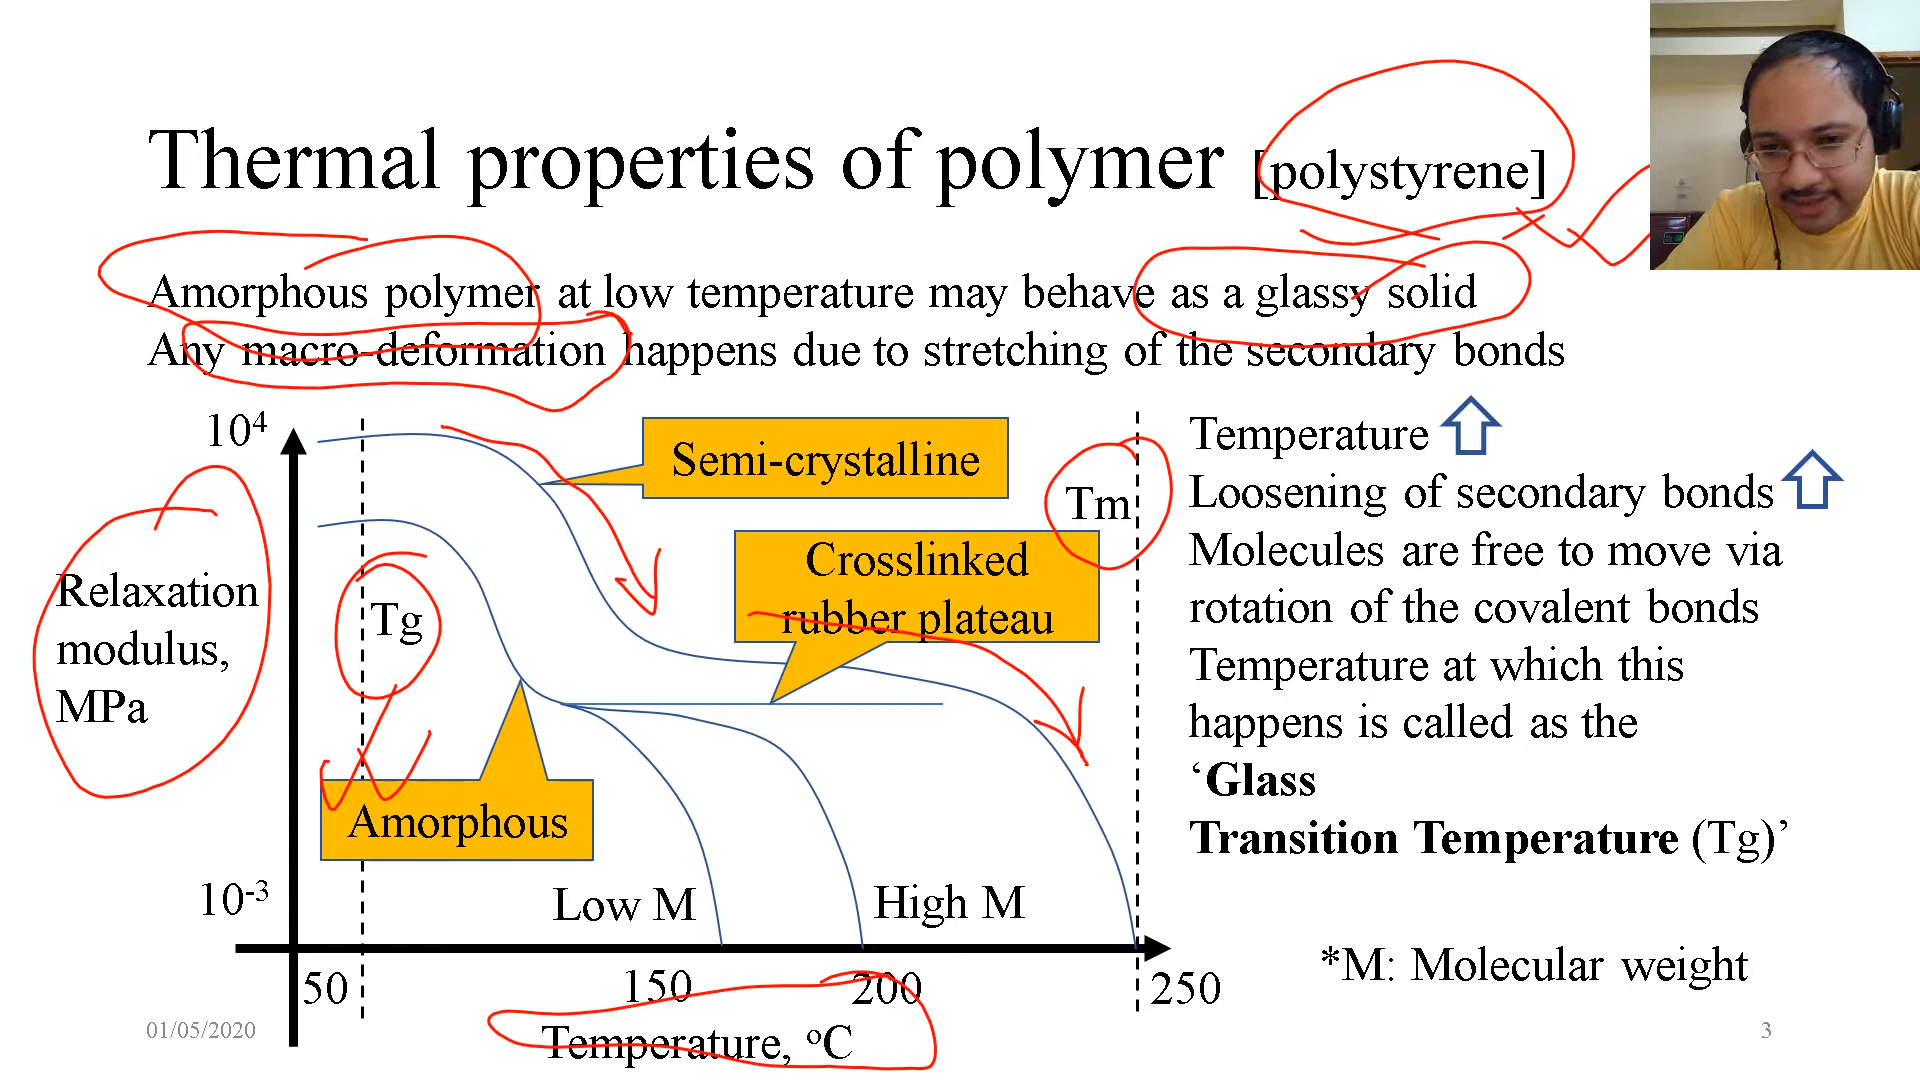 Thermal properties of polymer [polystyrene]
Amorphous polymer at low temperature may behave as a glassy solid
Any macro-deformation happens due to stretching of the secondary bonds
10⁴
Semi-crystalline
Tm
Crosslinked
rubber plateau
Relaxation
modulus,
MPa
Tg
Amorphous
10⁻³
Low M
High M
50
150
200
250
Temperature, ᵒC
Temperature
Loosening of secondary bonds
Molecules are free to move via
rotation of the covalent bonds
Temperature at which this
happens is called as the
‘Glass
Transition Temperature (Tg)’
*M: Molecular weight
01/05/2020
3